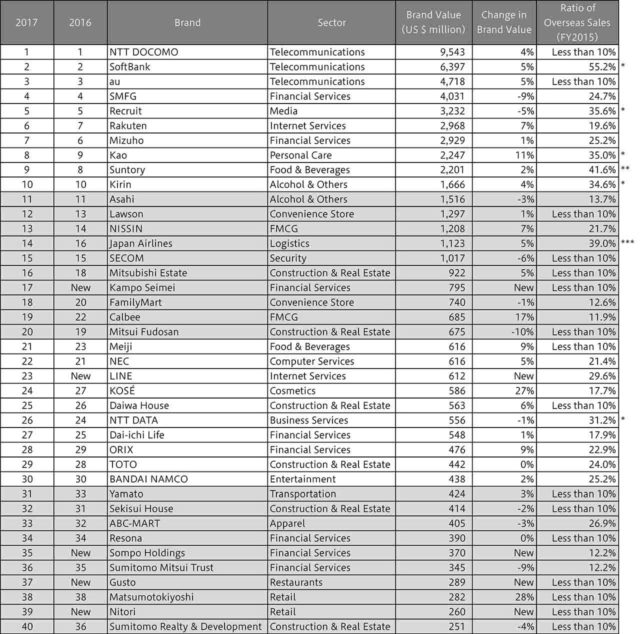 2017 2016 Brand Sector Brand Value (US $ million) Change in Brand Value Ratio of Overseas Sales (FY2015)
1 1 NTT DOCOMO Telecommunications 9,543 4% Less than 10%
2 2 SoftBank Telecommunications 6,397 5% 55.2% *
3 3 au Telecommunications 4,718 5% Less than 10%
4 4 SMFG Financial Services 4,031 -9% 24.7%
5 5 Recruit Media 3,232 -5% 35.6% *
6 7 Rakuten Internet Services 2,968 7% 19.6%
7 6 Mizuho Financial Services 2,929 1% 25.2%
8 9 Kao Personal Care 2,247 11% 35.0% *
9 8 Suntory Food & Beverages 2,201 2% 41.6% **
10 10 Kirin Alcohol & Others 1,666 4% 34.6% *
11 11 Asahi Alcohol & Others 1,516 -3% 13.7%
12 13 Lawson Convenience Store 1,297 1% Less than 10%
13 14 NISSIN FMCG 1,208 7% 21.7%
14 16 Japan Airlines Logistics 1,123 5% 39.0% ***
15 15 SECOM Security 1,017 -6% Less than 10%
16 18 Mitsubishi Estate Construction & Real Estate 922 5% Less than 10%
17 New Kampo Seimei Financial Services 795 New Less than 10%
18 20 FamilyMart Convenience Store 740 -1% 12.6%
19 22 Calbee FMCG 685 17% 11.9%
20 19 Mitsui Fudosan Construction & Real Estate 675 -10% Less than 10%
21 23 Meiji Food & Beverages 616 9% Less than 10%
22 21 NEC Computer Services 616 5% 21.4%
23 New LINE Internet Services 612 New 29.6%
24 27 KOSÉ Cosmetics 586 27% 17.7%
25 26 Daiwa House Construction & Real Estate 563 6% Less than 10%
26 24 NTT DATA Business Services 556 -1% 31.2% *
27 25 Dai-ichi Life Financial Services 548 1% 17.9%
28 29 ORIX Financial Services 476 9% 22.9%
29 28 TOTO Construction & Real Estate 442 0% 24.0%
30 30 BANDAI NAMCO Entertainment 438 2% 25.2%
31 33 Yamato Transportation 424 3% Less than 10%
32 31 Sekisui House Construction & Real Estate 414 -2% Less than 10%
33 32 ABC-MART Apparel 405 -3% 26.9%
34 34 Resona Financial Services 390 0% Less than 10%
35 New Sompo Holdings Financial Services 370 New 12.2%
36 35 Sumitomo Mitsui Trust Financial Services 345 -9% 12.2%
37 New Gusto Restaurants 289 New Less than 10%
38 38 Matsumotokiyoshi Retail 282 28% Less than 10%
39 New Nitori Retail 260 New Less than 10%
40 36 Sumitomo Realty & Development Construction & Real Estate 251 -4% Less than 10%